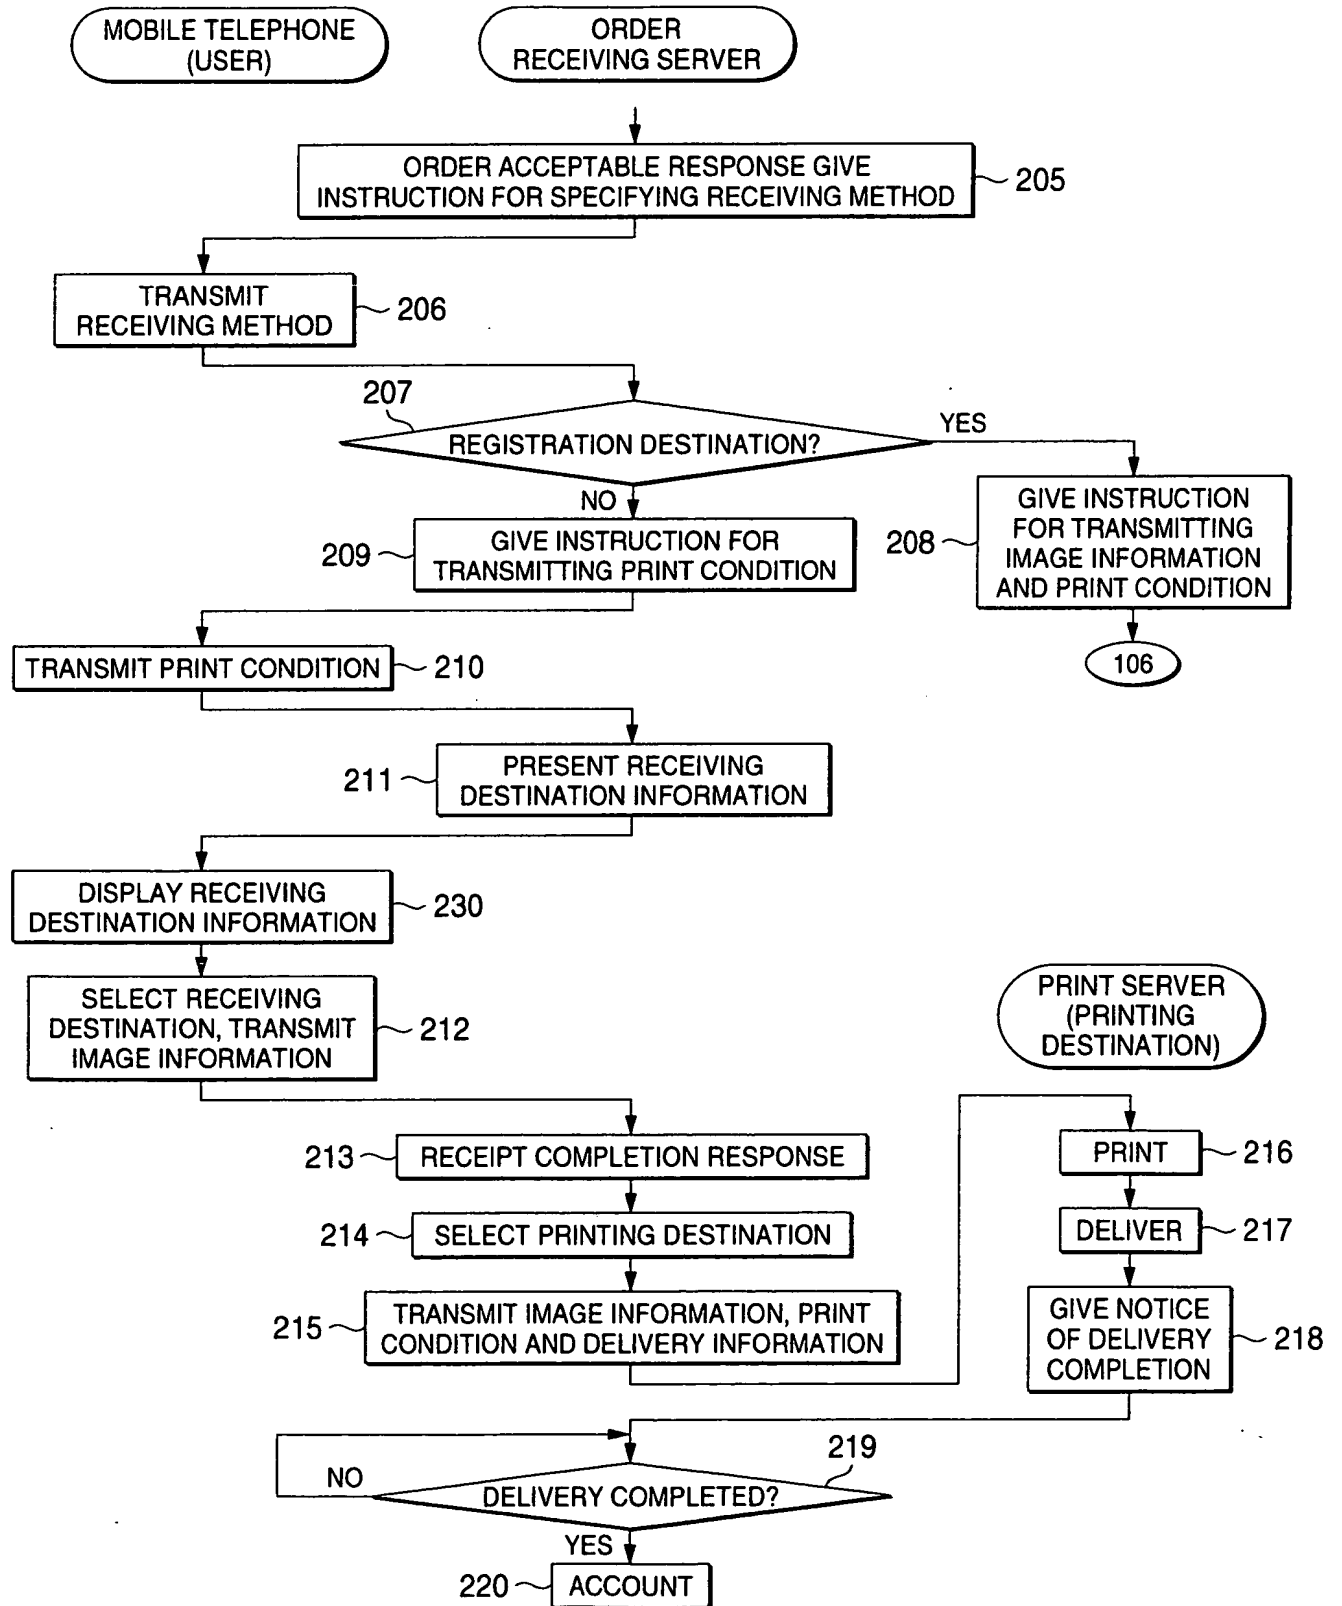 MOBILE TELEPHONE
(USER)
ORDER
RECEIVING SERVER
ORDER ACCEPTABLE RESPONSE GIVE
INSTRUCTION FOR SPECIFYING RECEIVING METHOD
205
TRANSMIT
RECEIVING METHOD
206
207
REGISTRATION DESTINATION?
YES
NO
GIVE INSTRUCTION
FOR TRANSMITTING
IMAGE INFORMATION
AND PRINT CONDITION
208
106
209
GIVE INSTRUCTION FOR
TRANSMITTING PRINT CONDITION
TRANSMIT PRINT CONDITION
210
211
PRESENT RECEIVING
DESTINATION INFORMATION
DISPLAY RECEIVING
DESTINATION INFORMATION
230
SELECT RECEIVING
DESTINATION, TRANSMIT
IMAGE INFORMATION
212
PRINT SERVER
(PRINTING
DESTINATION)
213
RECEIPT COMPLETION RESPONSE
214
SELECT PRINTING DESTINATION
215
TRANSMIT IMAGE INFORMATION, PRINT
CONDITION AND DELIVERY INFORMATION
PRINT
216
DELIVER
217
GIVE NOTICE
OF DELIVERY
COMPLETION
218
219
NO
DELIVERY COMPLETED?
YES
220
ACCOUNT